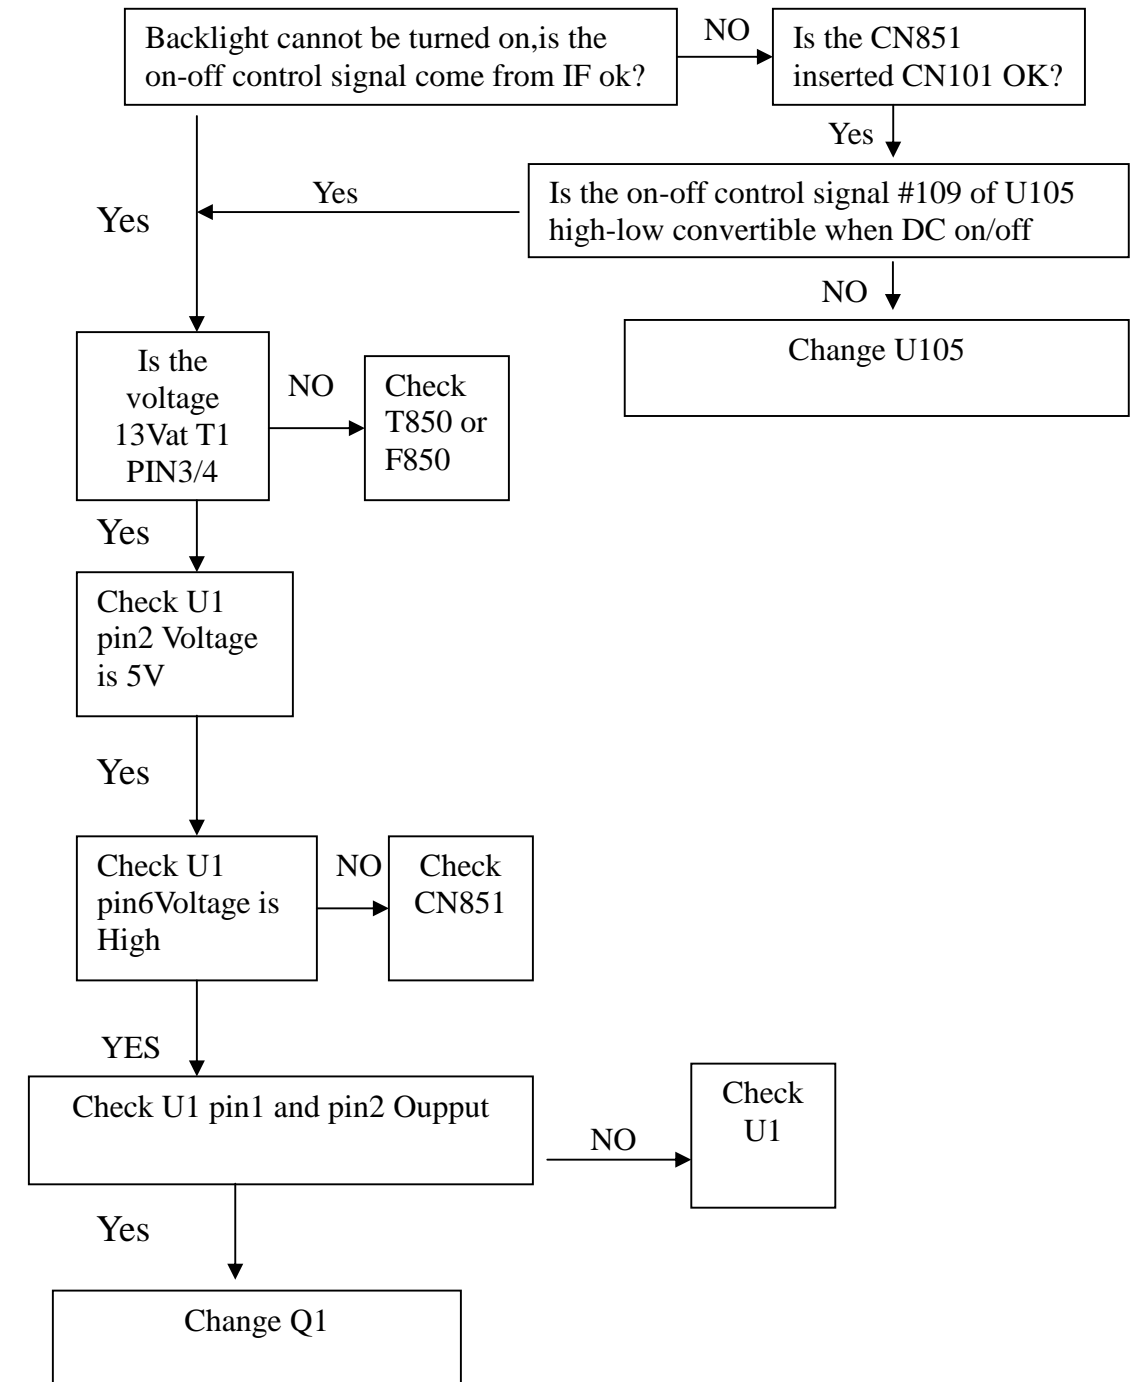 Backlight cannot be turned on,is the
on-off control signal come from IF ok?
NO
Is the CN851
inserted CN101 OK?
Yes
Is the on-off control signal #109 of U105
high-low convertible when DC on/off
Yes
Yes
NO
Change U105
Is the
voltage
13Vat T1
PIN3/4
NO
Check
T850 or
F850
Yes
Check U1
pin2 Voltage
is 5V
Yes
Check U1
pin6Voltage is
High
NO
Check
CN851
YES
Check U1 pin1 and pin2 Oupput
NO
Check
U1
Yes
Change Q1